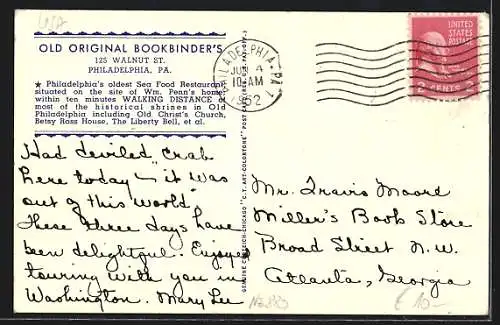 USA
OLD ORIGINAL BOOKBINDER'S
125 WALNUT ST.
PHILADELPHIA, PA.
★ Philadelphia's oldest Sea Food Restaurant
situated on the site of Wm. Penn's home
within ten minutes WALKING DISTANCE of
most of the historical shrines in Old
Philadelphia including Old Christ's Church,
Betsy Ross House, The Liberty Bell, et al.
Had deviled crab
here today – it was
out of this world.
These three days have
been delightful. Enjoyed
touring with you in
Washington. Mary Lee
PHILADELPHIA, PA.
4
10 AM
1952
UNITED
STATES
POSTAGE
2 CENTS 2
GENUINE CURTEICH-CHICAGO "C.T. ART-COLORTONE" POST CARD
Mr. Travis Moore
Miller's Book Store
Broad Street N.W.
Atlanta, Georgia